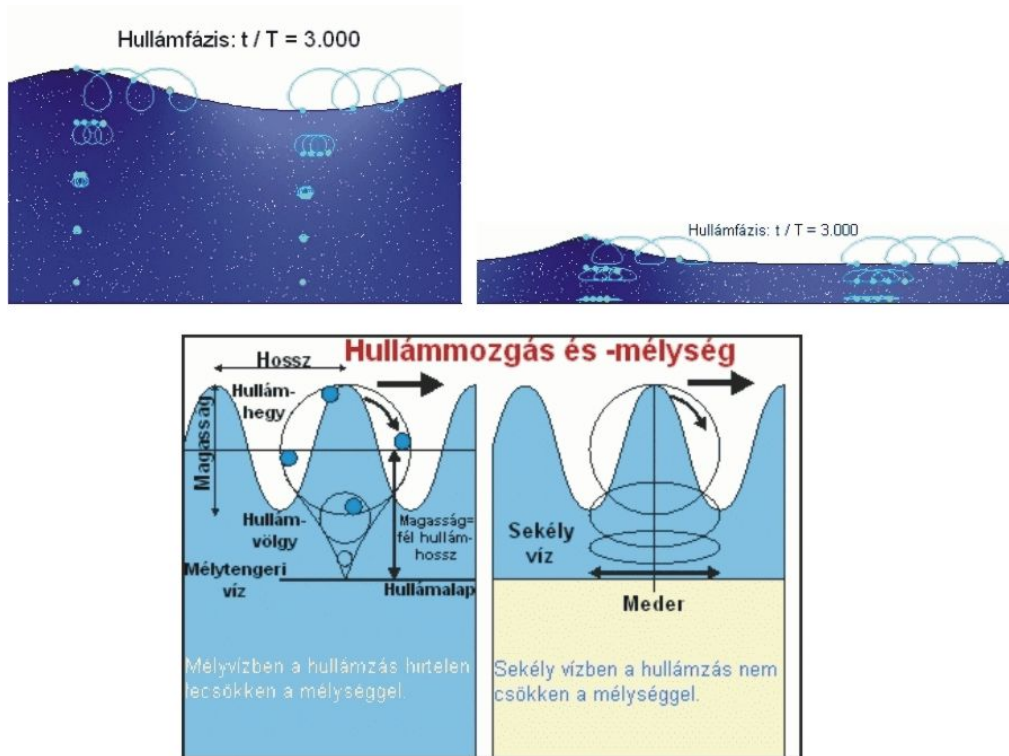 Hullámfázis: t / T = 3.000
Hullámfázis: t / T = 3.000
Hullámmozgás és -mélység
Hossz
Hullám-
hegy
Magasság
Hullám-
völgy
Magasság=
fél hullám-
hossz
Mélytengeri
víz
Hullámalap
Mélyvízben a hullámzás hirtelen
lecsökken a mélységgel.
Sekély
víz
Meder
Sekély vízben a hullámzás nem
csökken a mélységgel.